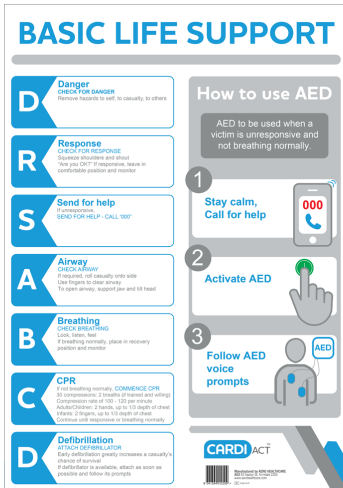 BASIC LIFE SUPPORT
D
Danger
CHECK FOR DANGER
Remove hazards to self, to casualty, to others
R
Response
CHECK FOR RESPONSE
Squeeze shoulders and shout
"Are you OK?" If responsive, leave in
comfortable position and monitor
S
Send for help
If unresponsive,
SEND FOR HELP - CALL '000"
A
Airway
CHECK AIRWAY
If required, roll casualty onto side
Use fingers to clear airway
To open airway, support jaw and tilt head
B
Breathing
CHECK BREATHING
Look, listen, feel
If breathing normally, place in recovery
position and monitor
C
CPR
If not breathing normally, COMMENCE CPR
30 compressions: 2 breaths (if trained and willing)
Compression rate of 100 - 120 per minute
Adults/Children: 2 hands, up to 1/3 depth of chest
Infants: 2 fingers, up to 1/3 depth of chest
Continue until responsive or breathing normally
D
Defibrillation
ATTACH DEFIBRILLATOR
Early defibrillation greatly increases a casualty's
chance of survival
If defibrillator is available, attach as soon as
possible and follow its prompts
How to use AED
AED to be used when a
victim is unresponsive and
not breathing normally.
1
Stay calm,
Call for help
000
2
Activate AED
3
Follow AED
voice
prompts
AED
CARDIACT™
Manufactured by AERO HEALTHCARE